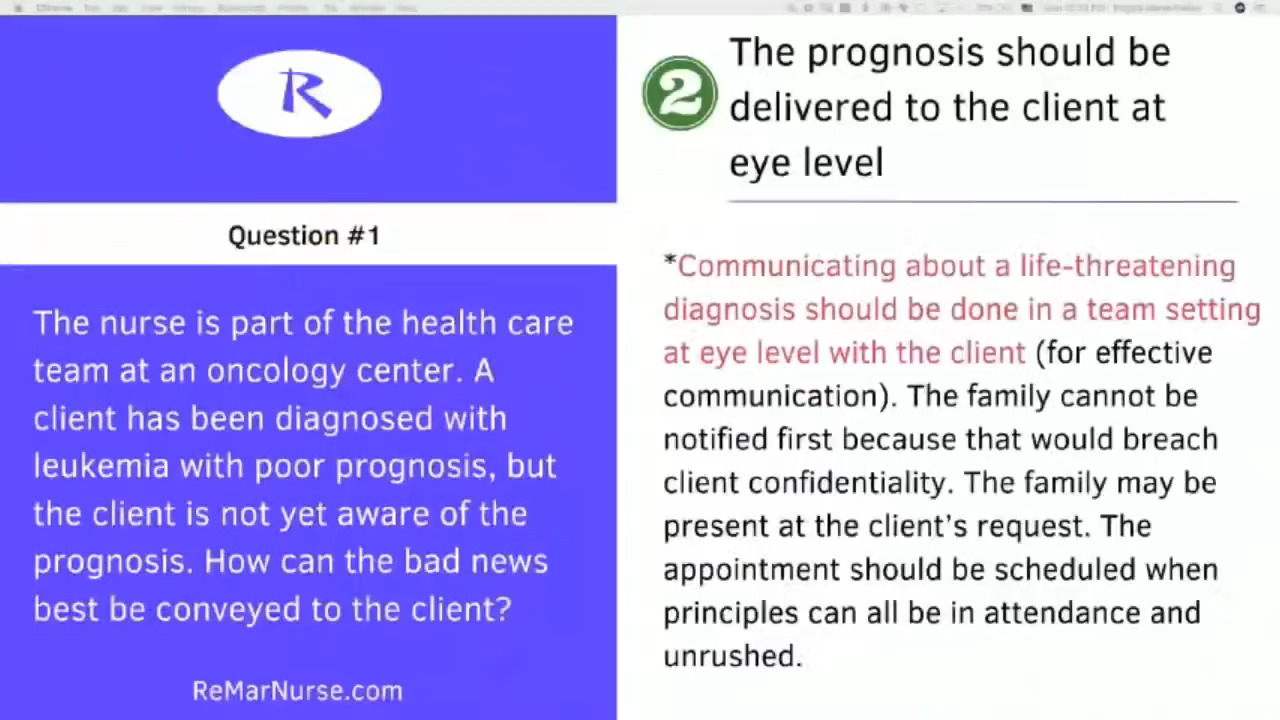 R
Question #1
The nurse is part of the health care
team at an oncology center. A
client has been diagnosed with
leukemia with poor prognosis, but
the client is not yet aware of the
prognosis. How can the bad news
best be conveyed to the client?
ReMarNurse.com
2
The prognosis should be
delivered to the client at
eye level
*Communicating about a life-threatening
diagnosis should be done in a team setting
at eye level with the client (for effective
communication). The family cannot be
notified first because that would breach
client confidentiality. The family may be
present at the client's request. The
appointment should be scheduled when
principles can all be in attendance and
unrushed.